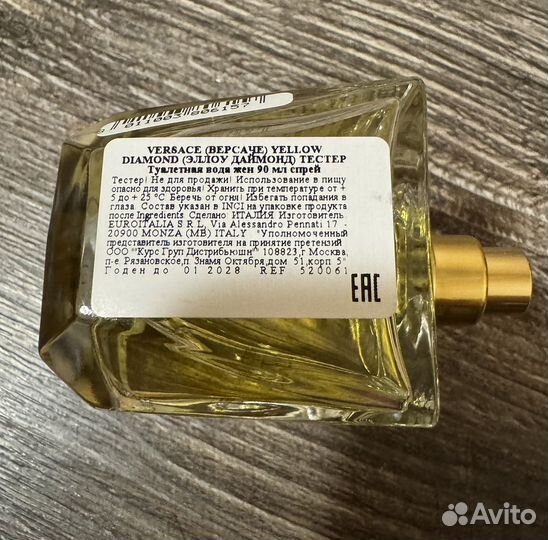 8 011003 806157
VERSACE (ВЕРСАЧЕ) YELLOW
DIAMOND (ЭЛЛОУ ДАЙМОНД) ТЕСТЕР
Туалетная вода жен 90 мл спрей
Тестер! Не для продажи! Использование в пищу
опасно для здоровья! Хранить при температуре от +
5 до + 25 °C Беречь от огня! Избегать попадания в
глаза. Состав указан в INCI на упаковке продукта
после Ingredients. Сделано: ИТАЛИЯ Изготовитель:
EUROITALIA S.R.L, Via Alessandro Pennati 17 -
20900 MONZA (MB) ITALY "Уполномоченный
представитель изготовителя на принятие претензий
ООО ""Курс Груп Дистрибьюшн"" 108823,г Москва,
п-е. Рязановское,п. Знамя Октября,дом 51,корп 5"
Годен до 01 2028 REF 520061
EAC
Avito